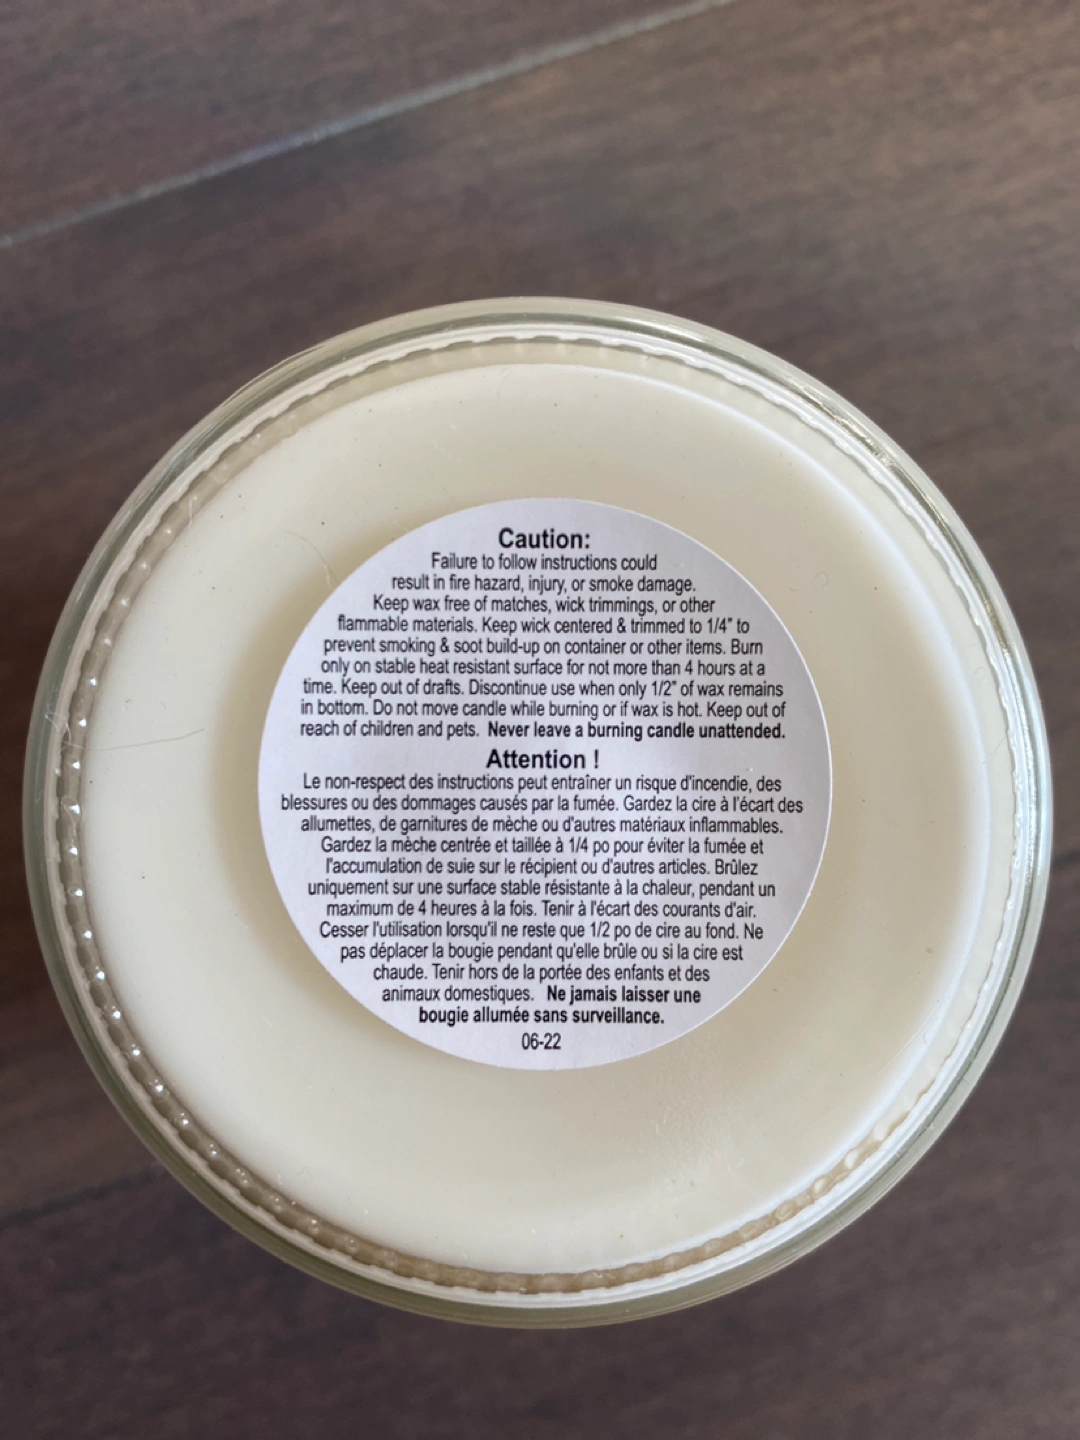 Caution:
Failure to follow instructions could
result in fire hazard, injury, or smoke damage.
Keep wax free of matches, wick trimmings, or other
flammable materials. Keep wick centered & trimmed to 1/4" to
prevent smoking & soot build-up on container or other items. Burn
only on stable heat resistant surface for not more than 4 hours at a
time. Keep out of drafts. Discontinue use when only 1/2" of wax remains
in bottom. Do not move candle while burning or if wax is hot. Keep out of
reach of children and pets. Never leave a burning candle unattended.
Attention !
Le non-respect des instructions peut entraîner un risque d'incendie, des
blessures ou des dommages causés par la fumée. Gardez la cire à l'écart des
allumettes, de garnitures de mèche ou d'autres matériaux inflammables.
Gardez la mèche centrée et taillée à 1/4 po pour éviter la fumée et
l'accumulation de suie sur le récipient ou d'autres articles. Brûlez
uniquement sur une surface stable résistante à la chaleur, pendant un
maximum de 4 heures à la fois. Tenir à l'écart des courants d'air.
Cesser l'utilisation lorsqu'il ne reste que 1/2 po de cire au fond. Ne
pas déplacer la bougie pendant qu'elle brûle ou si la cire est
chaude. Tenir hors de la portée des enfants et des
animaux domestiques. Ne jamais laisser une
bougie allumée sans surveillance.
06-22